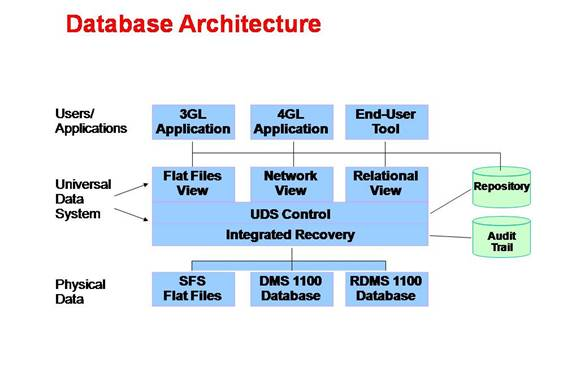 Database Architecture
Users/
Applications
3GL
Application
4GL
Application
End-User
Tool
Universal
Data
System
Flat Files
View
Network
View
Relational
View
Repository
UDS Control
Integrated Recovery
Audit
Trail
Physical
Data
SFS
Flat Files
DMS 1100
Database
RDMS 1100
Database